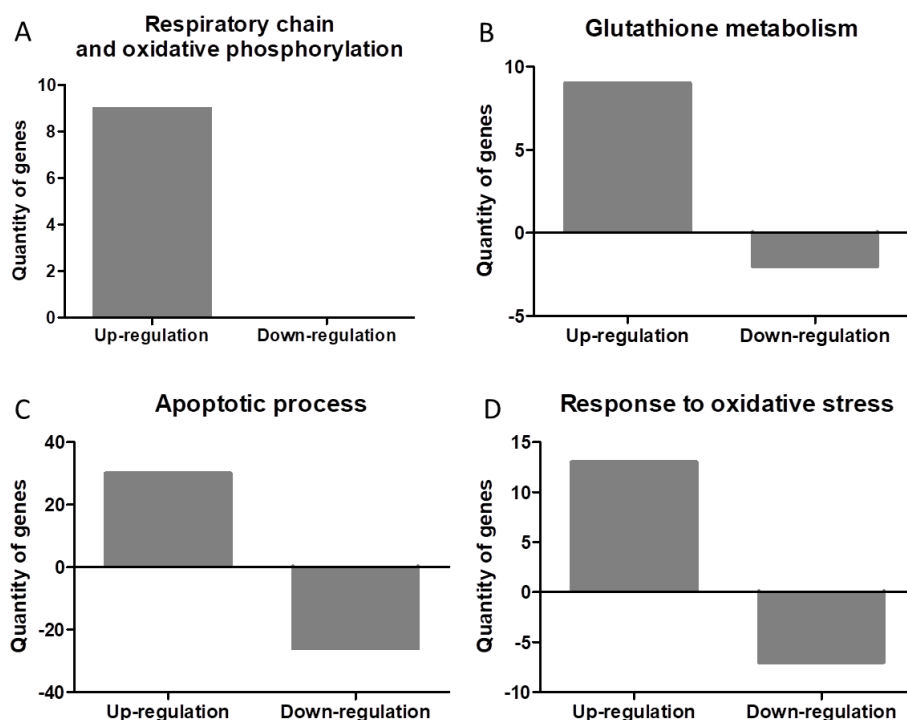 A
Respiratory chain
and oxidative phosphorylation
Quantity of genes
10
8
6
4
2
0
Up-regulation Down-regulation
B
Glutathione metabolism
Quantity of genes
10
5
0
-5
Up-regulation Down-regulation
C
Apoptotic process
Quantity of genes
40
20
0
-20
-40
Up-regulation Down-regulation
D
Response to oxidative stress
Quantity of genes
15
10
5
0
-5
-10
Up-regulation Down-regulation